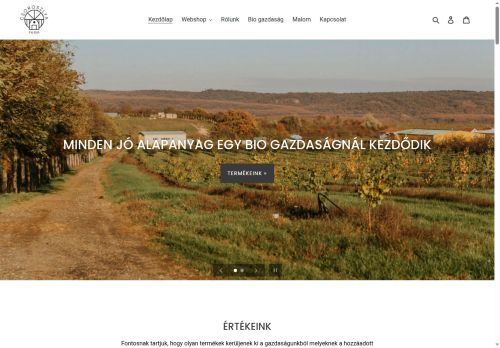 Kezdőlap Webshop Rólunk Bio gazdaság Malom Kapcsolat
MINDEN JÓ ALAPANYAG EGY BIO GAZDASÁGNÁL KEZDŐDIK
TERMÉKEINK >
ÉRTÉKEINK
Fontosnak tartjuk, hogy olyan termékek kerüljenek ki a gazdaságunkból melyeknek a hozzáadott